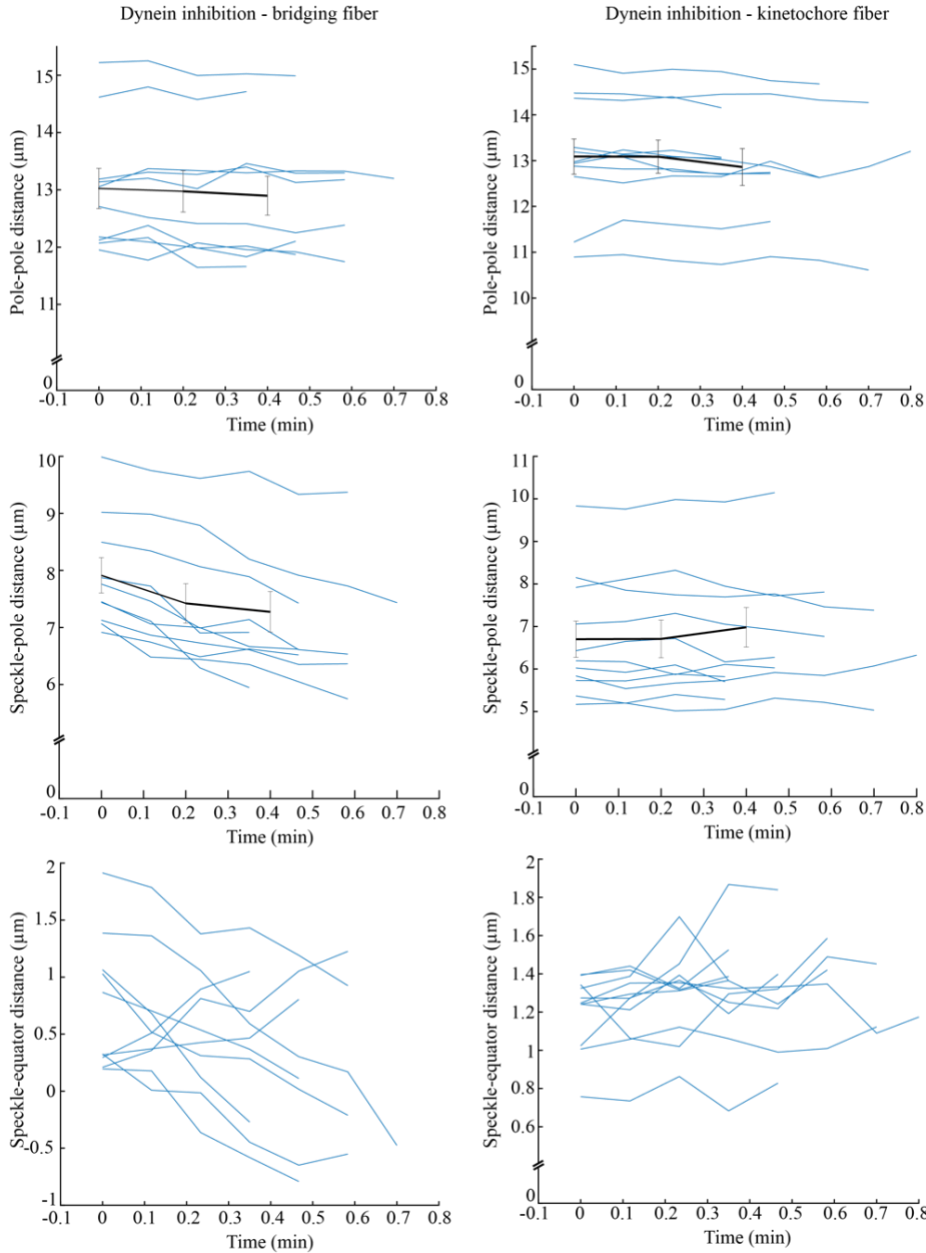 Dynein inhibition - bridging fiber
Dynein inhibition - kinetochore fiber
Pole-pole distance (µm)
15
14
13
12
11
0
-0.1 0 0.1 0.2 0.3 0.4 0.5 0.6 0.7 0.8
Time (min)
Pole-pole distance (µm)
15
14
13
12
11
10
0
-0.1 0 0.1 0.2 0.3 0.4 0.5 0.6 0.7 0.8
Time (min)
Speckle-pole distance (µm)
10
9
8
7
6
0
-0.1 0 0.1 0.2 0.3 0.4 0.5 0.6 0.7 0.8
Time (min)
Speckle-pole distance (µm)
11
10
9
8
7
6
5
0
-0.1 0 0.1 0.2 0.3 0.4 0.5 0.6 0.7 0.8
Time (min)
Speckle-equator distance (µm)
2
1.5
1
0.5
0
-0.5
-1
-0.1 0 0.1 0.2 0.3 0.4 0.5 0.6 0.7 0.8
Time (min)
Speckle-equator distance (µm)
2
1.8
1.6
1.4
1.2
1
0.8
0.6
0
-0.1 0 0.1 0.2 0.3 0.4 0.5 0.6 0.7 0.8
Time (min)